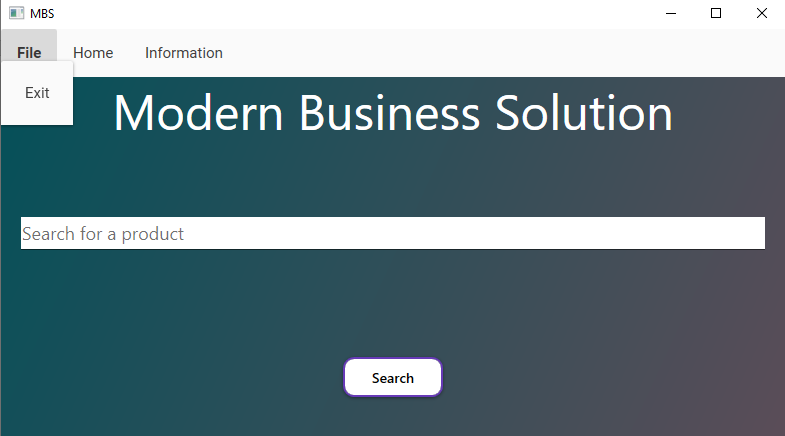 MBS
File Home Information
Exit
Modern Business Solution
Search for a product
Search